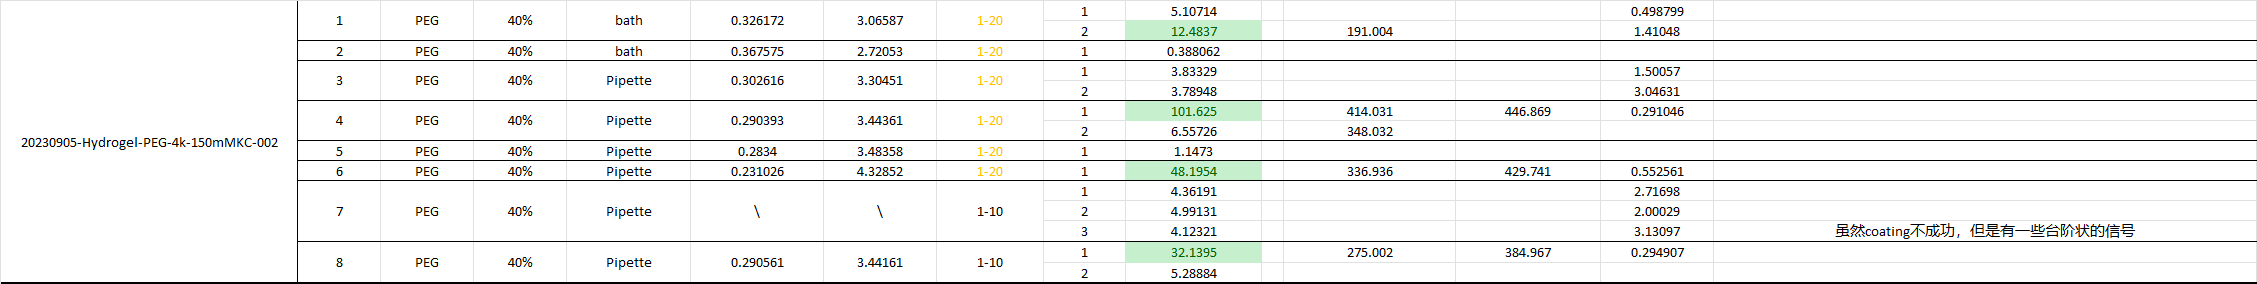 1 PEG 40% bath 0.326172 3.06587 1-20 1 5.10714 0.498799
2 12.4837 191.004 1.41048
2 PEG 40% bath 0.367575 2.72053 1-20 1 0.388062
3 PEG 40% Pipette 0.302616 3.30451 1-20 1 3.83329 1.50057
2 3.78948 3.04631
4 PEG 40% Pipette 0.290393 3.44361 1-20 1 101.625 414.031 446.869 0.291046
2 6.55726 348.032
20230905-Hydrogel-PEG-4k-150mMKC-002
5 PEG 40% Pipette 0.2834 3.48358 1-20 1 1.1473
6 PEG 40% Pipette 0.231026 4.32852 1-20 1 48.1954 336.936 429.741 0.552561
1 4.36191 2.71698
7 PEG 40% Pipette \ \ 1-10 2 4.99131 2.00029
3 4.12321 3.13097 虽然coating不成功，但是有一些台阶状的信号
8 PEG 40% Pipette 0.290561 3.44161 1-10 1 32.1395 275.002 384.967 0.294907
2 5.28884